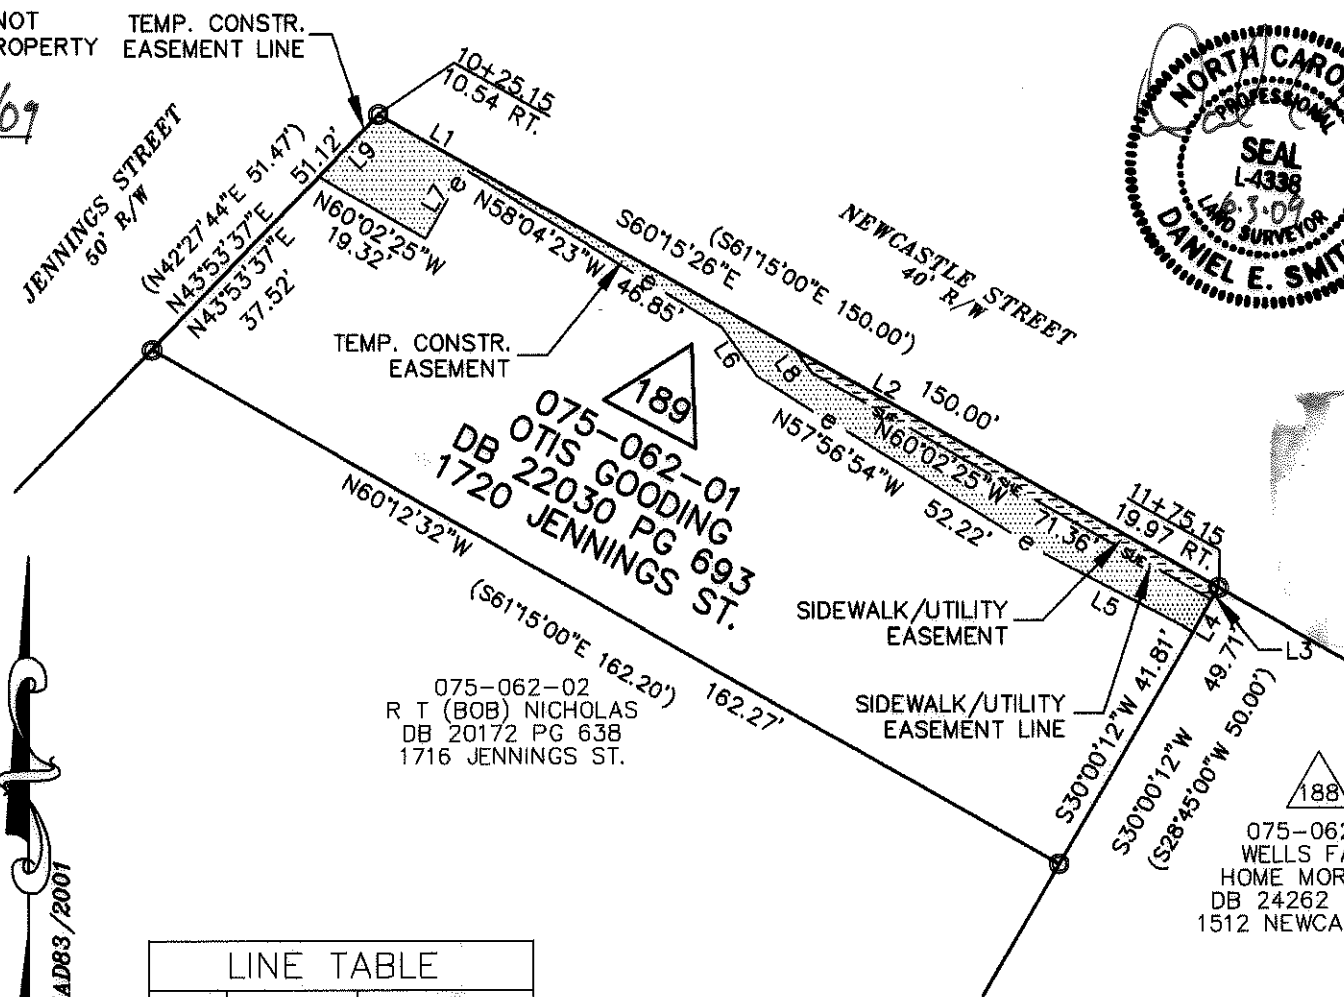 NOT
ROPERTY
/09
TEMP. CONSTR.
EASEMENT LINE
10+25.15
10.54 RT.
JENNINGS STREET
50' R/W
(N42°27'44"E 51.47')
N43°53'37"E
51.12'
N43°53'37"E
37.52'
L9
L1
L7
e
N60°02'25"W
19.32'
N58°04'23"W
46.85'
e
S60°15'26"E
(S61°15'00"E 150.00')
150.00'
NEWCASTLE STREET
40' R/W
NORTH CARO
PROFESSIONAL
SEAL
L-4338
6-3-09
LAND SURVEYOR
DANIEL E. SMIT
TEMP. CONSTR.
EASEMENT
L6
L8
L2
189
075-062-01
OTIS GOODING
DB 22030 PG 693
1720 JENNINGS ST.
e
SUE
N60°02'25"W
71.36'
SUE
SUE
N57°56'54"W
52.22'
e
11+75.15
19.97 RT.
L5
L4
L3
SIDEWALK/UTILITY
EASEMENT
SIDEWALK/UTILITY
EASEMENT LINE
N60°12'32"W
(S61°15'00"E 162.20')
162.27'
075-062-02
R T (BOB) NICHOLAS
DB 20172 PG 638
1716 JENNINGS ST.
S30°00'12"W 41.81'
S30°00'12"W
49.71'
(S28°45'00"W 50.00')
188
075-062
WELLS FA
HOME MOR
DB 24262
1512 NEWCA
AD83/2001
LINE TABLE